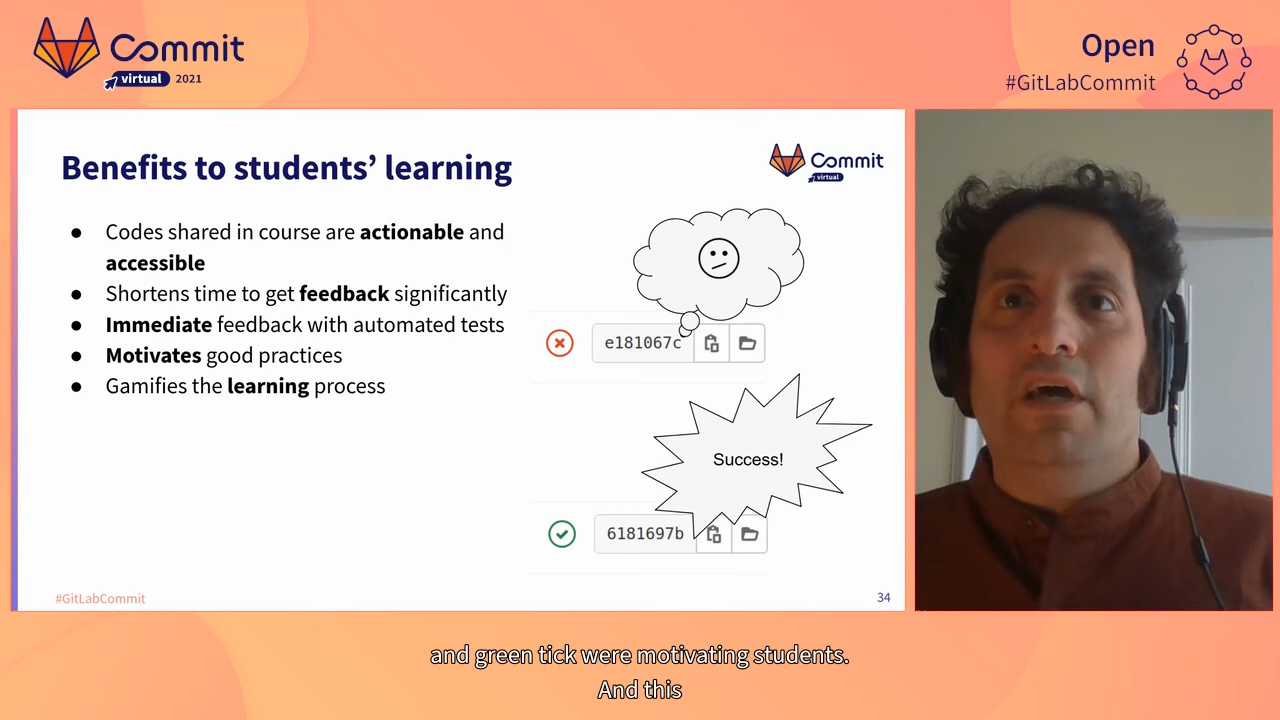 Commit
virtual 2021
Open
#GitLabCommit
Benefits to students’ learning
Commit
virtual
● Codes shared in course are actionable and
accessible
● Shortens time to get feedback significantly
● Immediate feedback with automated tests
● Motivates good practices
● Gamifies the learning process
e181067c
Success!
6181697b
#GitLabCommit
34
and green tick were motivating students.
And this